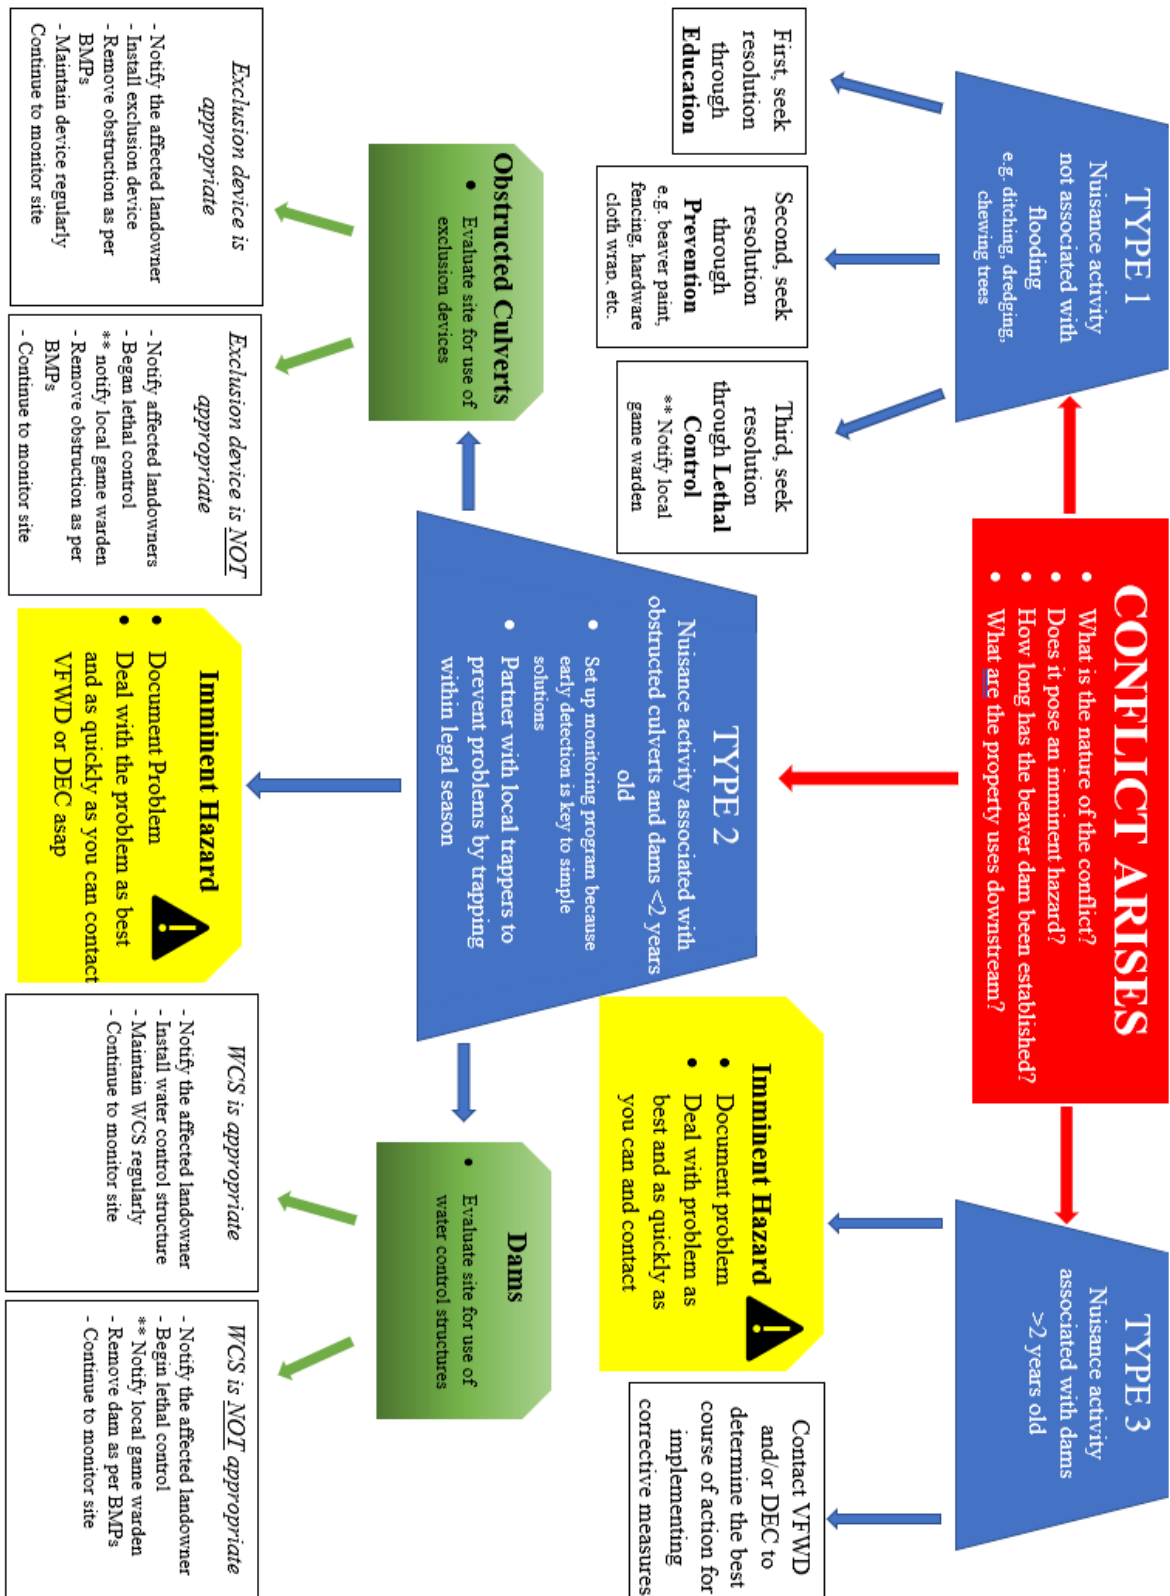 CONFLICT ARISES
• What is the nature of the conflict?
• Does it pose an imminent hazard?
• How long has the beaver dam been established?
• What are the property uses downstream?
TYPE 1
Nuisance activity
not associated with
flooding
e.g. ditching, dredging,
chewing trees
First, seek
resolution
through
Education
Second, seek
resolution
through
Prevention
e.g. beaver paint,
fencing, hardware
cloth wrap, etc.
Third, seek
resolution
through Lethal
Control
** Notify local
game warden
TYPE 2
Nuisance activity associated with
obstructed culverts and dams <2 years
old
• Set up monitoring program because
early detection is key to simple
solutions
• Partner with local trappers to
prevent problems by trapping
within legal season
Obstructed Culverts
• Evaluate site for use of
exclusion devices
Exclusion device is
appropriate
- Notify the affected landowner
- Install exclusion device
- Remove obstruction as per
BMPs
- Maintain device regularly
Continue to monitor site
Exclusion device is NOT
appropriate
- Notify affected landowners
- Began lethal control
** notify local game warden
- Remove obstruction as per
BMPs
- Continue to monitor site
Imminent Hazard
• Document Problem
• Deal with the problem as best
and as quickly as you can contact
VFWD or DEC asap
Dams
• Evaluate site for use of
water control structures
WCS is appropriate
- Notify the affected landowner
- Install water control structure
- Maintain WCS regularly
- Continue to monitor site
WCS is NOT appropriate
- Notify the affected landowner
- Begin lethal control
** Notify local game warden
- Remove dam as per BMPs
- Continue to monitor site
TYPE 3
Nuisance activity
associated with dams
>2 years old
Imminent Hazard
• Document problem
• Deal with problem as
best and as quickly as
you can and contact
Contact VFWD
and/or DEC to
determine the best
course of action for
implementing
corrective measures